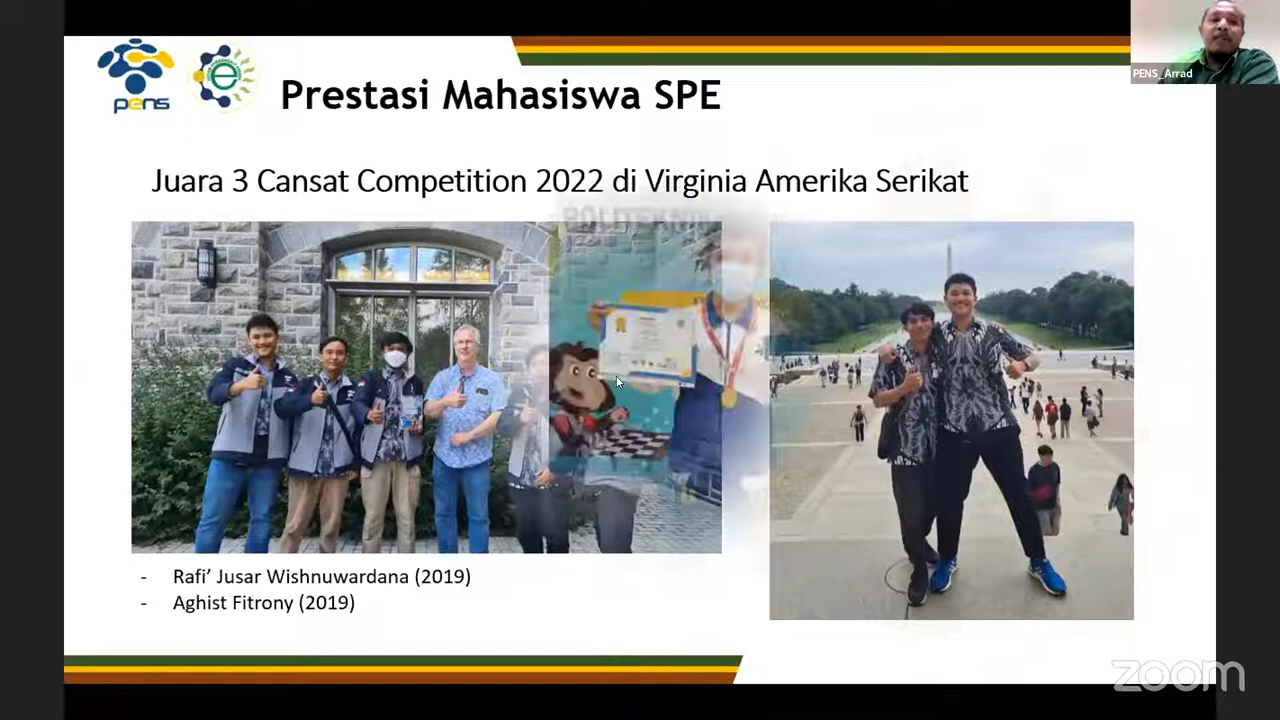 pens
e
Prestasi Mahasiswa SPE
PENS_Arrad
Juara 3 Cansat Competition 2022 di Virginia Amerika Serikat
POLITEKNIK
- Rafi’ Jusar Wishnuwardana (2019)
- Aghist Fitrony (2019)
zoom